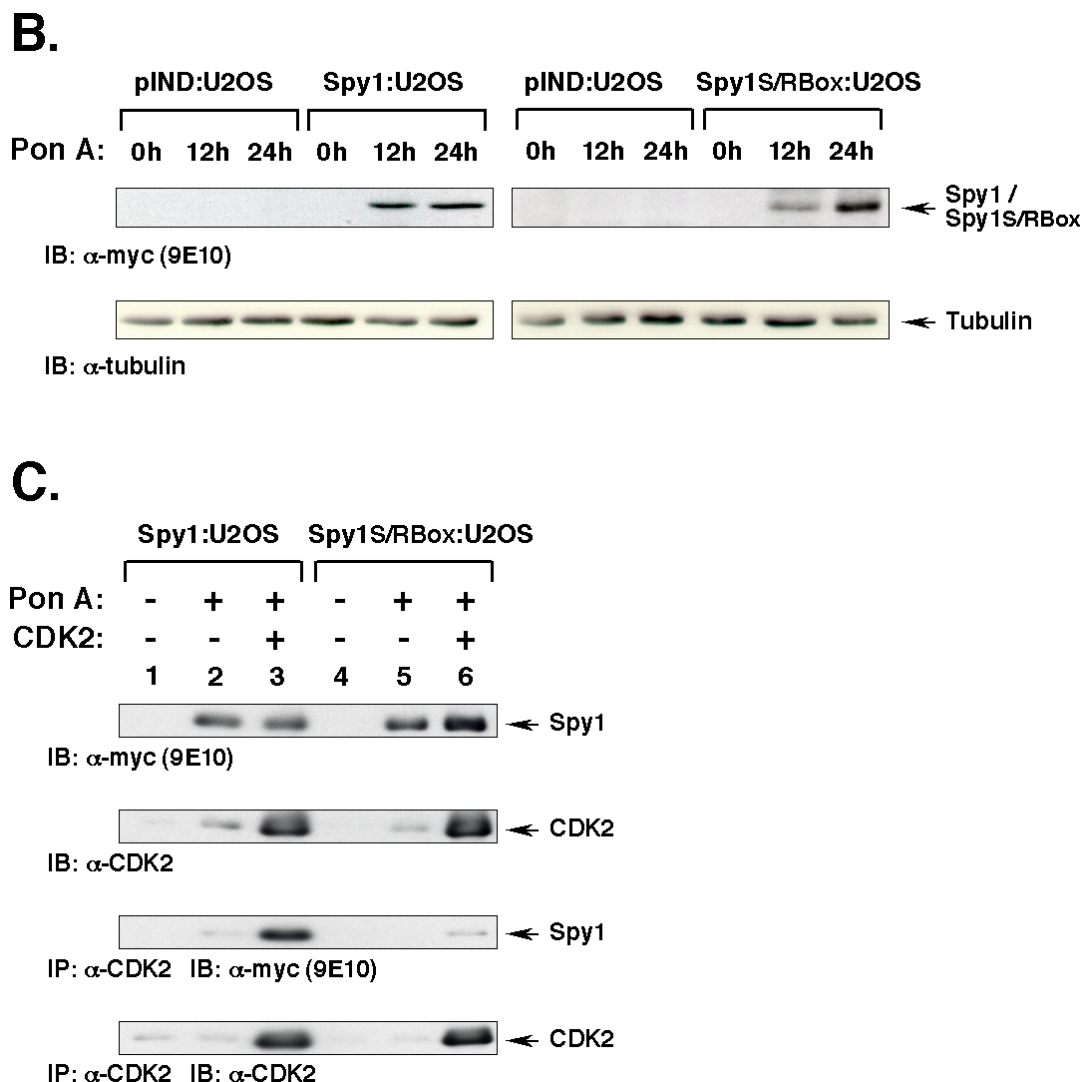 B.
pIND:U2OS Spy1:U2OS pIND:U2OS Spy1S/RBox:U2OS
Pon A: 0h 12h 24h 0h 12h 24h 0h 12h 24h 0h 12h 24h
Spy1 /
Spy1S/RBox
IB: α-myc (9E10)
Tubulin
IB: α-tubulin
C.
Spy1:U2OS Spy1S/RBox:U2OS
Pon A: - + + - + +
CDK2: - - + - - +
1 2 3 4 5 6
Spy1
IB: α-myc (9E10)
CDK2
IB: α-CDK2
Spy1
IP: α-CDK2 IB: α-myc (9E10)
CDK2
IP: α-CDK2 IB: α-CDK2